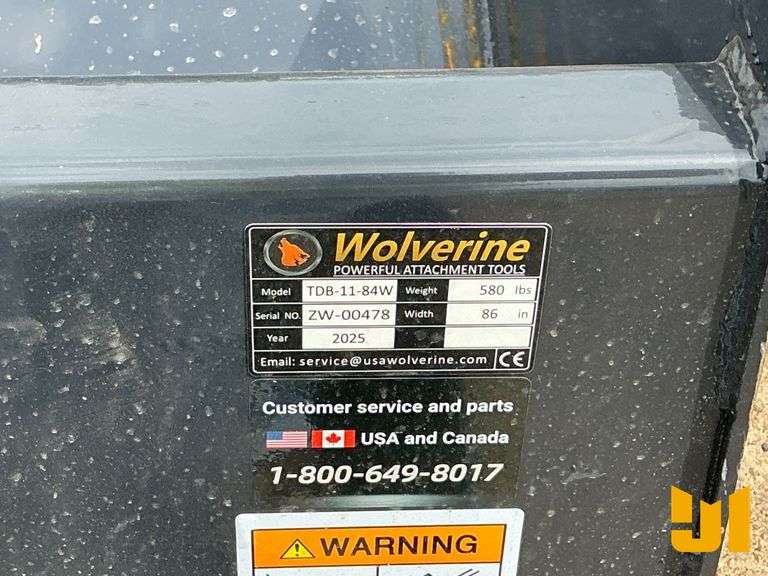 Wolverine
POWERFUL ATTACHMENT TOOLS
Model TDB-11-84W Weight 580 lbs
Serial NO. ZW-00478 Width 86 in
Year 2025
Email: service@usawolverine.com CE
Customer service and parts
USA and Canada
1-800-649-8017
WARNING